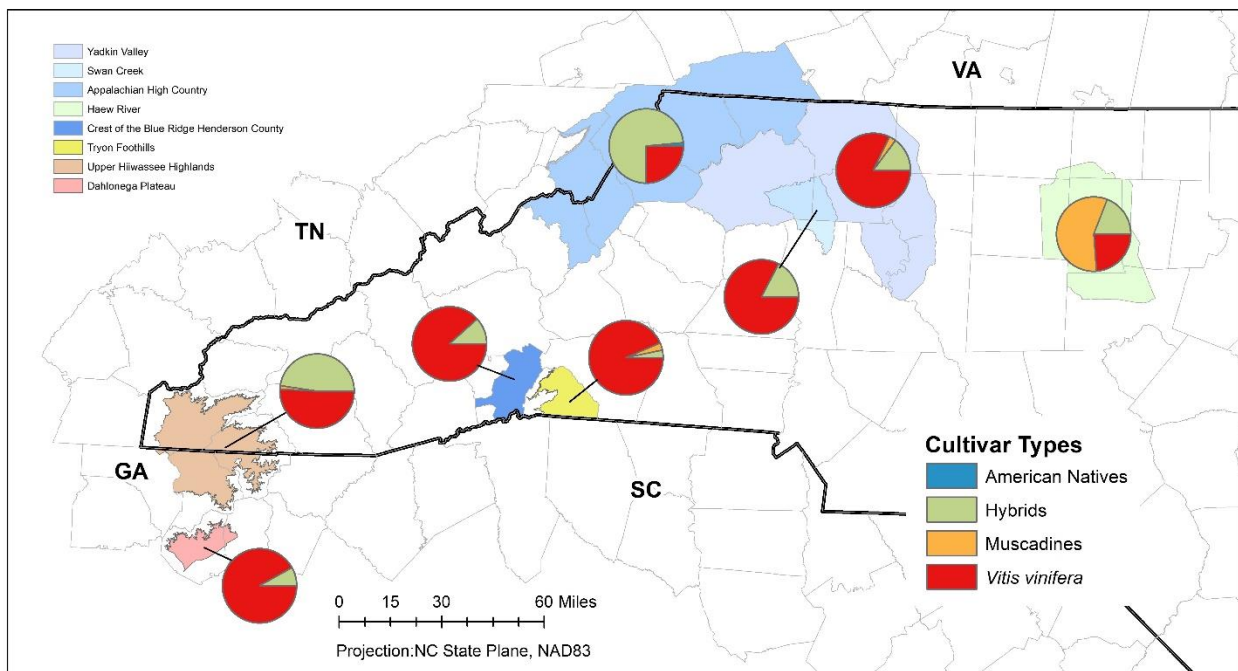 Yadkin Valley
Swan Creek
Appalachian High Country
Haew River
Crest of the Blue Ridge Henderson County
Tryon Foothills
Upper Hiiwassee Highlands
Dahlonega Plateau
VA
TN
GA
SC
Cultivar Types
American Natives
Hybrids
Muscadines
Vitis vinifera
0 15 30 60 Miles
Projection:NC State Plane, NAD83